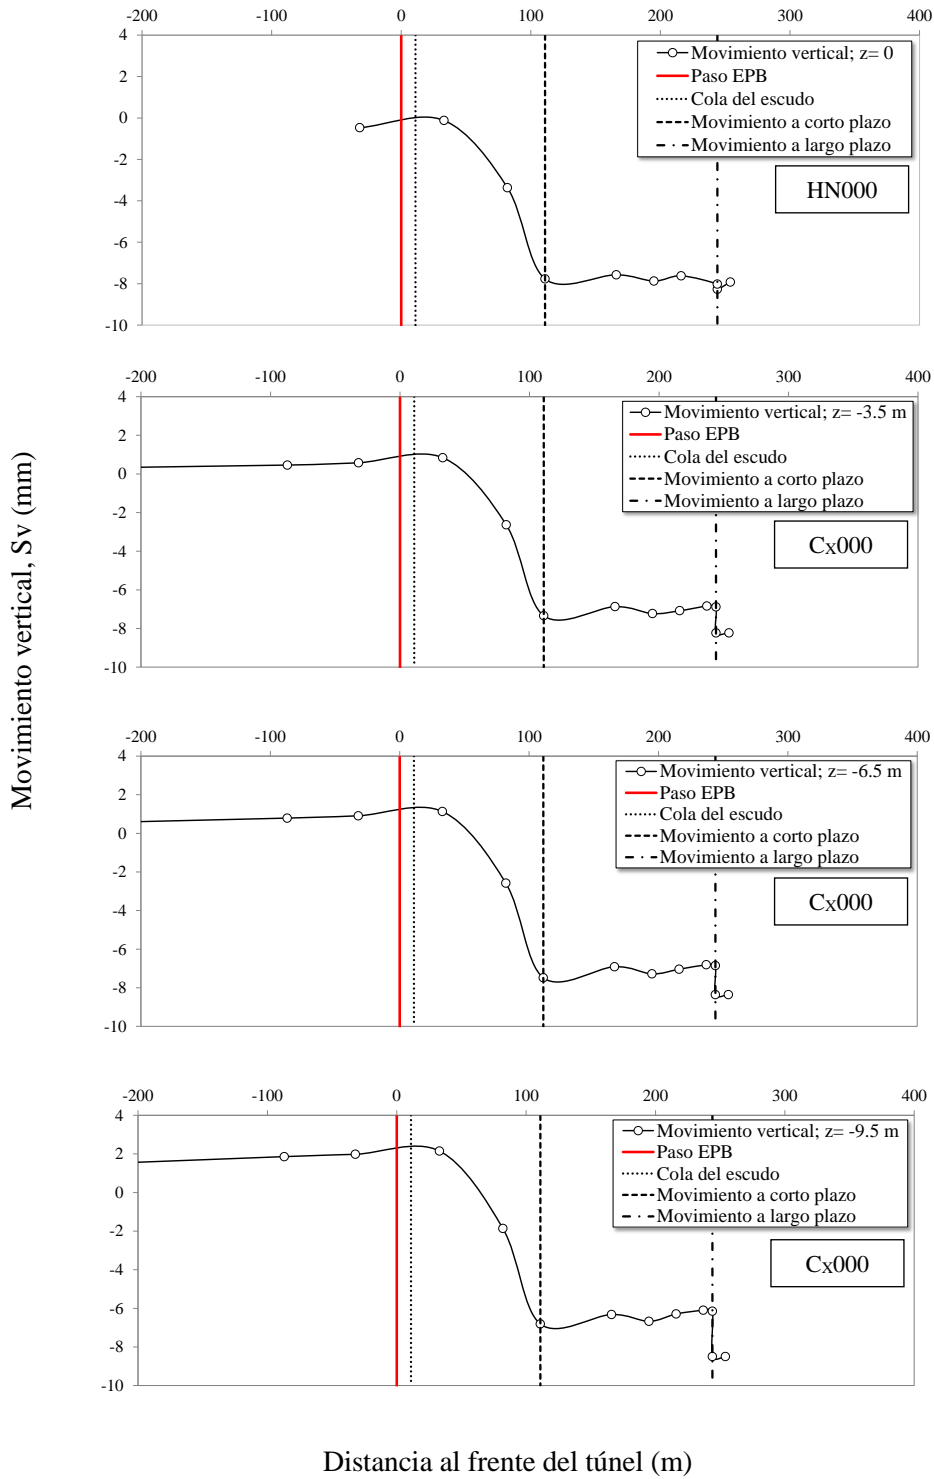 -200 -100 0 100 200 300 400
4
2
0
-2
-4
-6
-8
-10
Movimiento vertical; z= 0
Paso EPB
Cola del escudo
Movimiento a corto plazo
Movimiento a largo plazo
HN000
-200 -100 0 100 200 300 400
4
2
0
-2
-4
-6
-8
-10
Movimiento vertical; z= -3.5 m
Paso EPB
Cola del escudo
Movimiento a corto plazo
Movimiento a largo plazo
Cx000
Movimiento vertical, Sv (mm)
-200 -100 0 100 200 300 400
4
2
0
-2
-4
-6
-8
-10
Movimiento vertical; z= -6.5 m
Paso EPB
Cola del escudo
Movimiento a corto plazo
Movimiento a largo plazo
Cx000
-200 -100 0 100 200 300 400
4
2
0
-2
-4
-6
-8
-10
Movimiento vertical; z= -9.5 m
Paso EPB
Cola del escudo
Movimiento a corto plazo
Movimiento a largo plazo
Cx000
Distancia al frente del túnel (m)